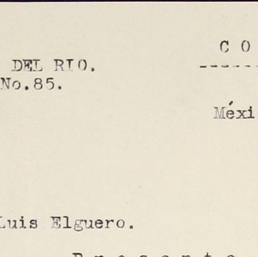 C O
DEL RIO.
No.85.
Méxi
Luis Elguero.
P r e s e n t e